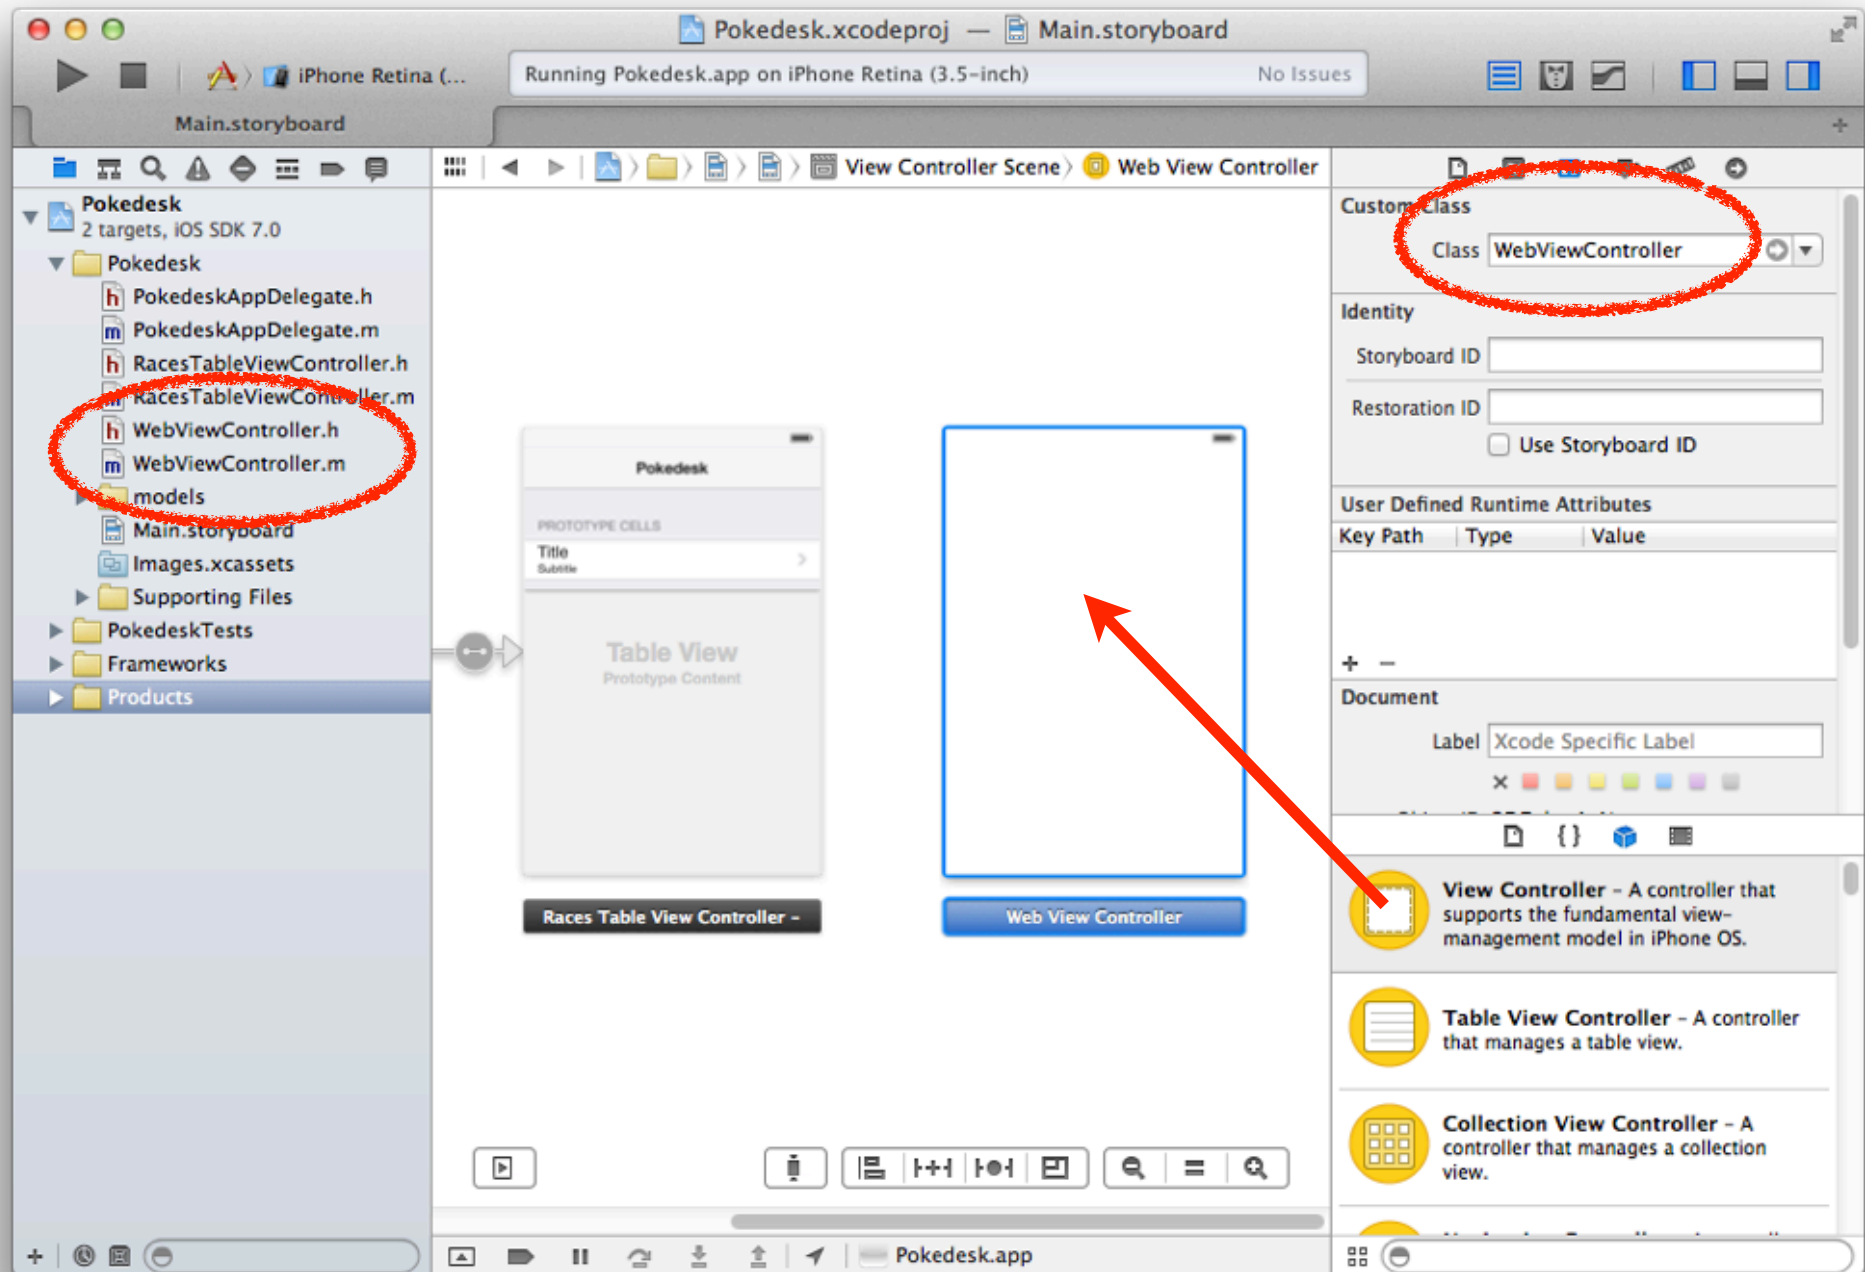 Pokedesk.xcodeproj — Main.storyboard
iPhone Retina (...
Running Pokedesk.app on iPhone Retina (3.5-inch)
No Issues
Main.storyboard
View Controller Scene
Web View Controller
Pokedesk
2 targets, iOS SDK 7.0
Pokedesk
PokedeskAppDelegate.h
PokedeskAppDelegate.m
RacesTableViewController.h
RacesTableViewController.m
WebViewController.h
WebViewController.m
models
Main.storyboard
Images.xcassets
Supporting Files
PokedeskTests
Frameworks
Products
Pokedesk
PROTOTYPE CELLS
Title
Subtitle
Table View
Prototype Content
Races Table View Controller –
Web View Controller
Custom Class
Class WebViewController
Identity
Storyboard ID
Restoration ID
Use Storyboard ID
User Defined Runtime Attributes
Key Path Type Value
Document
Label Xcode Specific Label
View Controller – A controller that
supports the fundamental view-
management model in iPhone OS.
Table View Controller – A controller
that manages a table view.
Collection View Controller – A
controller that manages a collection
view.
Pokedesk.app